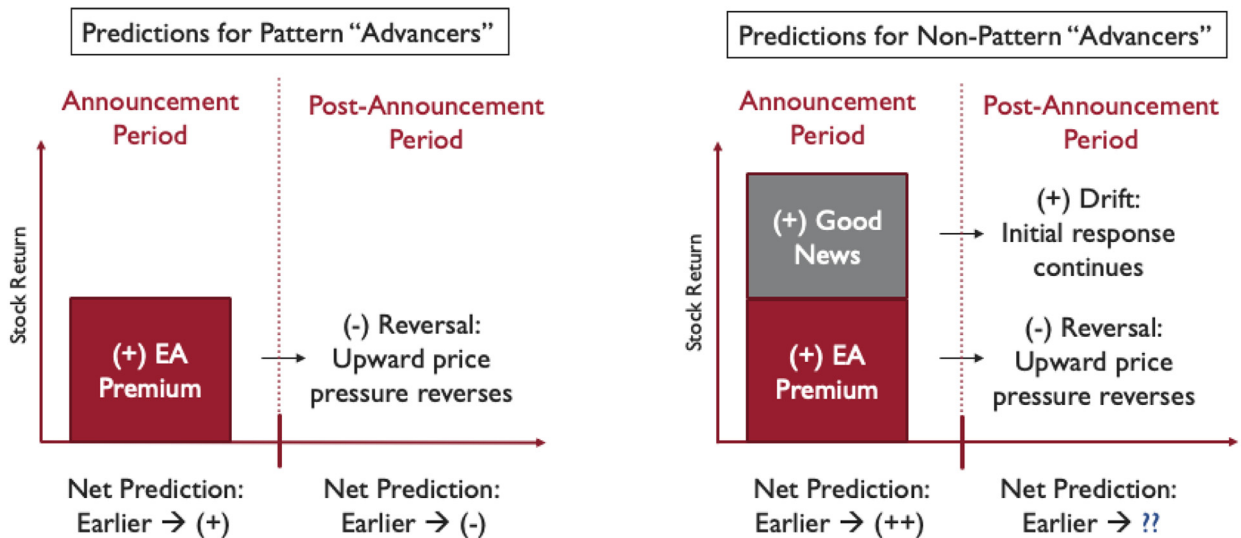 Predictions for Pattern “Advancers”
Announcement
Period
Post-Announcement
Period
Stock Return
(+) EA
Premium
(-) Reversal:
Upward price
pressure reverses
Net Prediction:
Earlier → (+)
Net Prediction:
Earlier → (-)
Predictions for Non-Pattern “Advancers”
Announcement
Period
Post-Announcement
Period
Stock Return
(+) Good
News
(+) Drift:
Initial response
continues
(+) EA
Premium
(-) Reversal:
Upward price
pressure reverses
Net Prediction:
Earlier → (++)
Net Prediction:
Earlier → ??